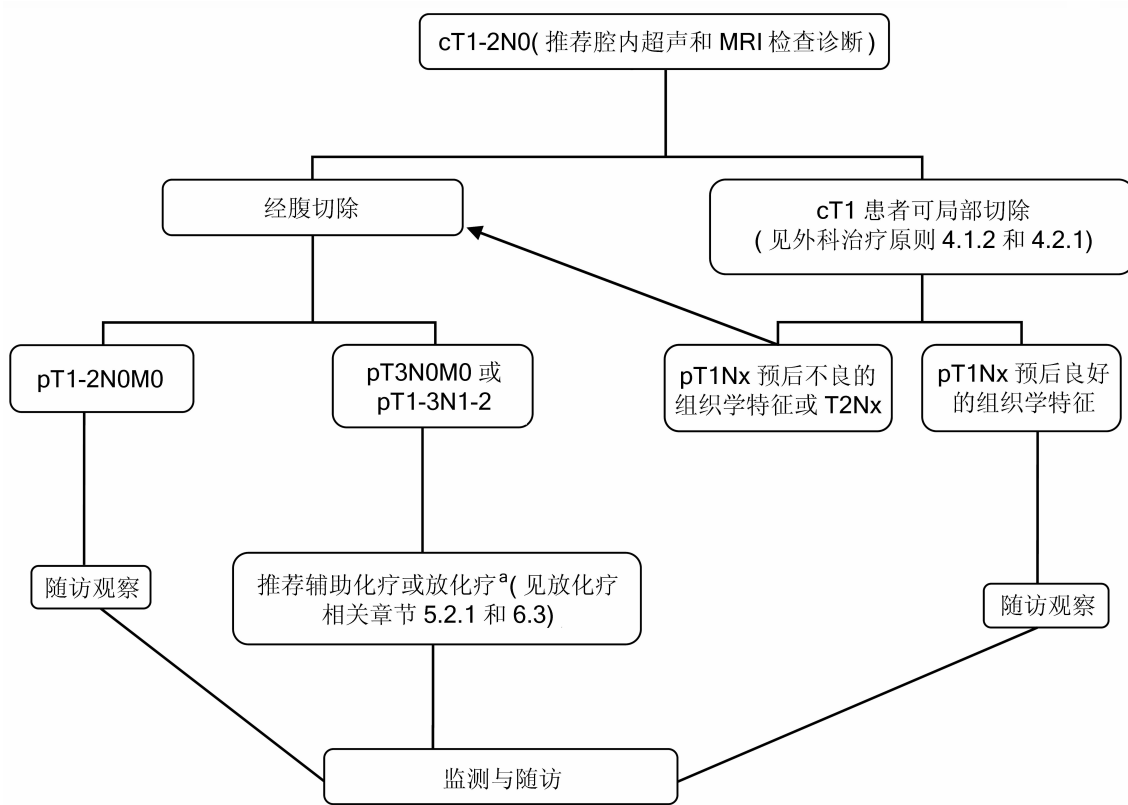 cT1-2N0(推荐腔内超声和 MRI 检查诊断)
经腹切除
cT1 患者可局部切除
(见外科治疗原则 4.1.2 和 4.2.1)
pT1-2N0M0
pT3N0M0 或
pT1-3N1-2
pT1Nx 预后不良的
组织学特征或 T2Nx
pT1Nx 预后良好
的组织学特征
随访观察
推荐辅助化疗或放化疗a(见放化疗
相关章节 5.2.1 和 6.3)
随访观察
监测与随访